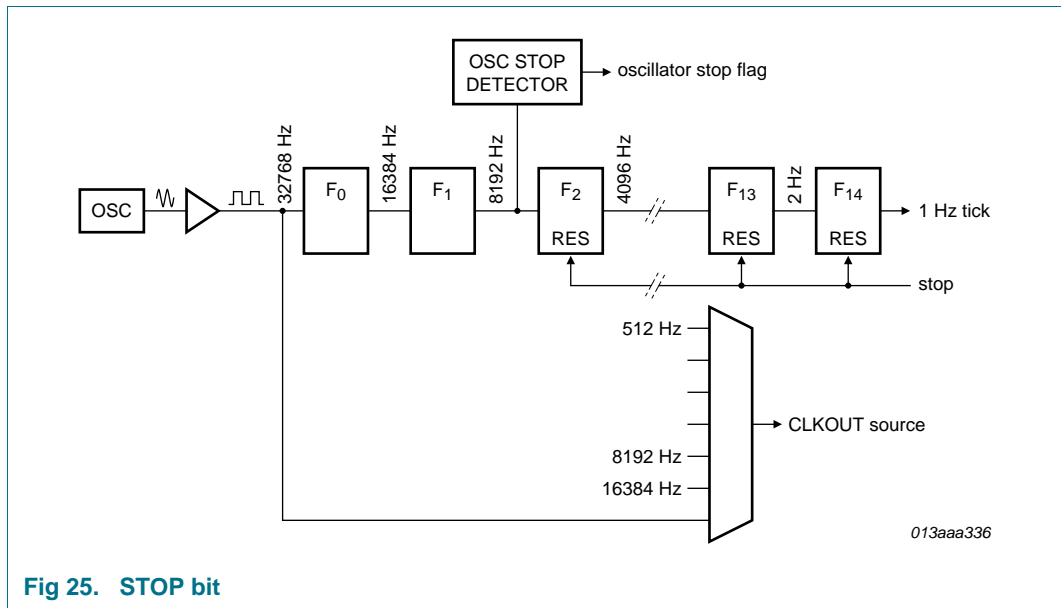 OSC STOP
DETECTOR
oscillator stop flag
32768 Hz
16384 Hz
8192 Hz
4096 Hz
2 Hz
OSC
F0
F1
F2
RES
F13
RES
F14
RES
1 Hz tick
stop
512 Hz
8192 Hz
16384 Hz
CLKOUT source
013aaa336
Fig 25. STOP bit